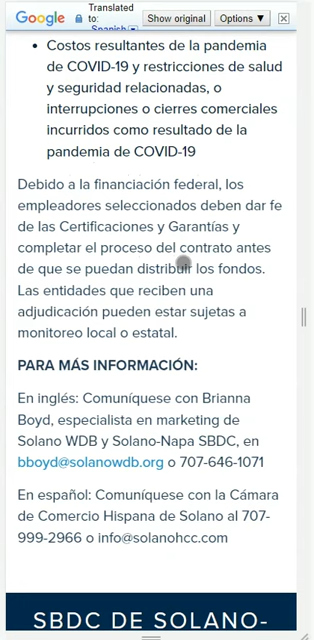 Google Translated to: Spanish Show original Options ▼
• Costos resultantes de la pandemia
de COVID-19 y restricciones de salud
y seguridad relacionadas, o
interrupciones o cierres comerciales
incurridos como resultado de la
pandemia de COVID-19
Debido a la financiación federal, los
empleadores seleccionados deben dar fe
de las Certificaciones y Garantías y
completar el proceso del contrato antes
de que se puedan distribuir los fondos.
Las entidades que reciben una
adjudicación pueden estar sujetas a
monitoreo local o estatal.
PARA MÁS INFORMACIÓN:
En inglés: Comuníquese con Brianna
Boyd, especialista en marketing de
Solano WDB y Solano-Napa SBDC, en
bboyd@solanowdb.org o 707-646-1071
En español: Comuníquese con la Cámara
de Comercio Hispana de Solano al 707-
999-2966 o info@solanohcc.com
SBDC DE SOLANO-